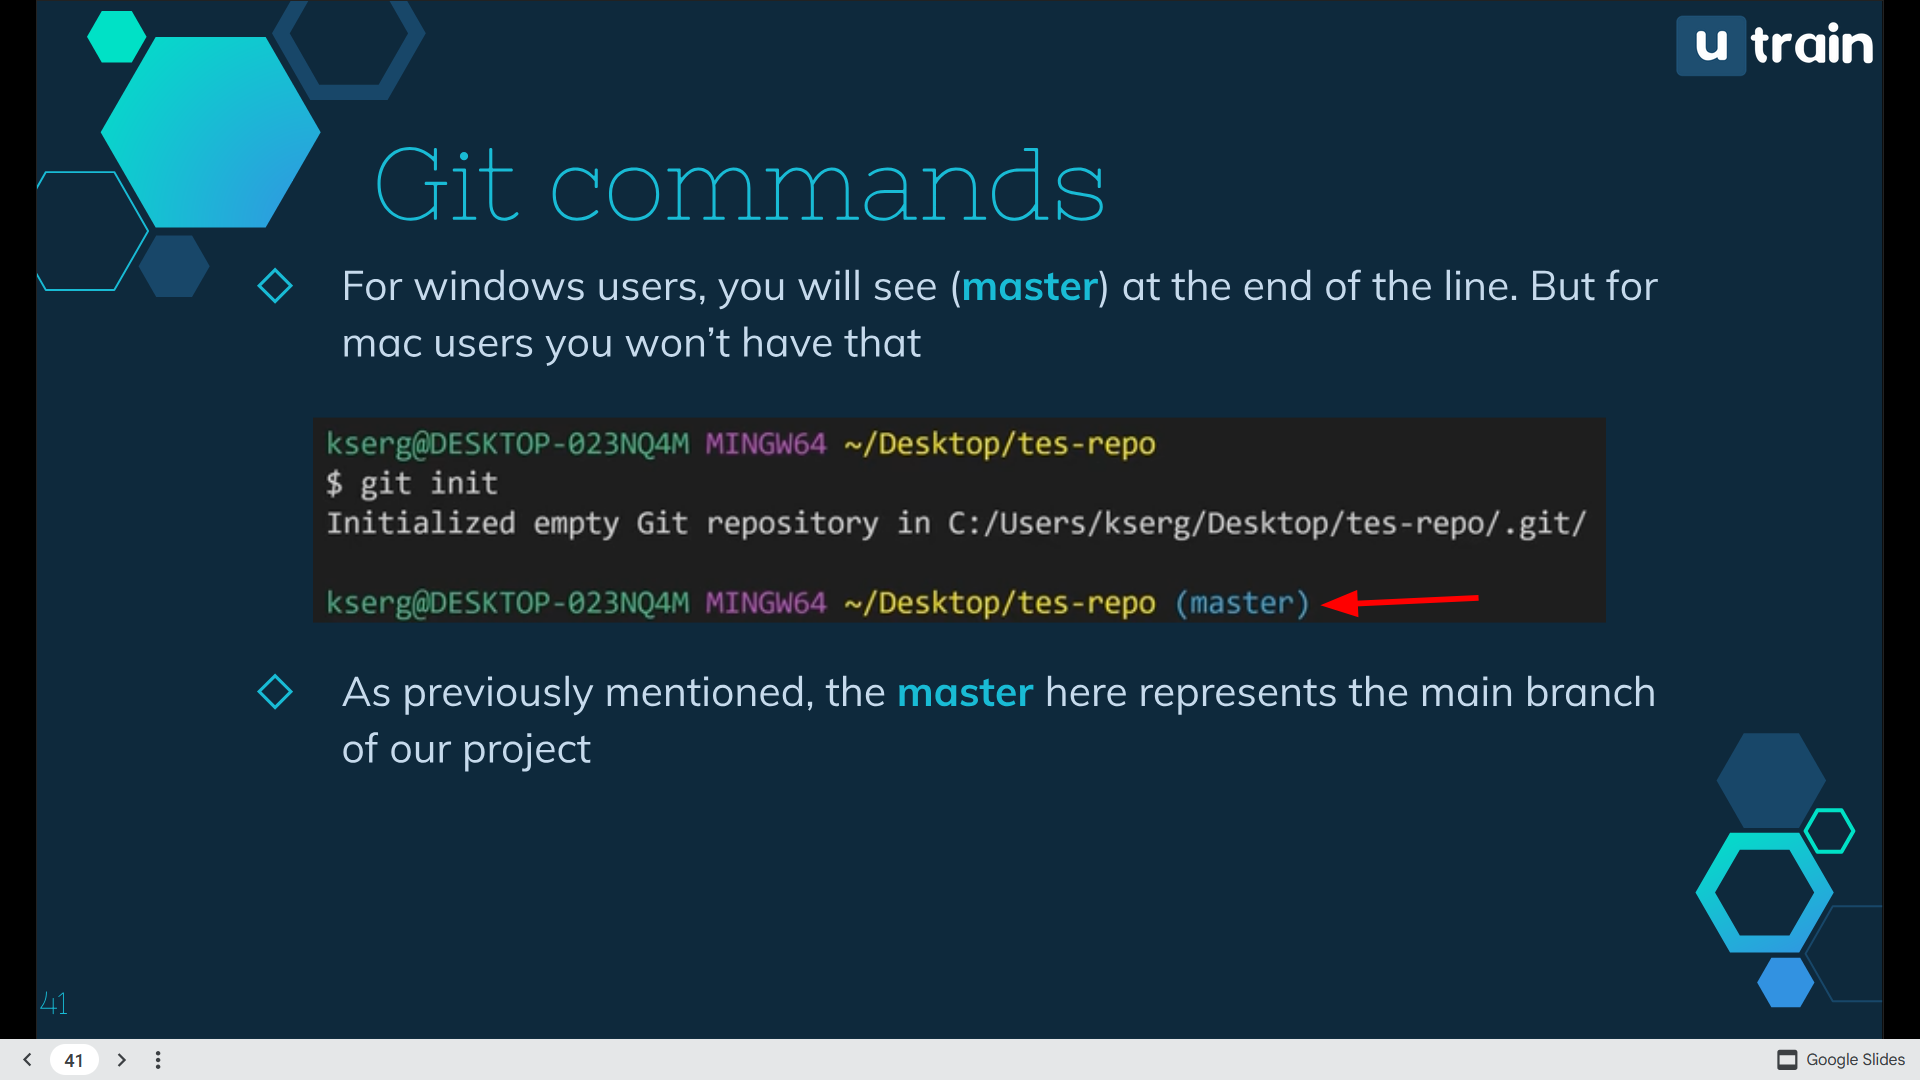 u train
Git commands
For windows users, you will see (master) at the end of the line. But for
mac users you won't have that
kserg@DESKTOP-023NQ4M MINGW64 ~/Desktop/tes-repo
$ git init
Initialized empty Git repository in C:/Users/kserg/Desktop/tes-repo/.git/
kserg@DESKTOP-023NQ4M MINGW64 ~/Desktop/tes-repo (master)
As previously mentioned, the master here represents the main branch
of our project
41
41
Google Slides